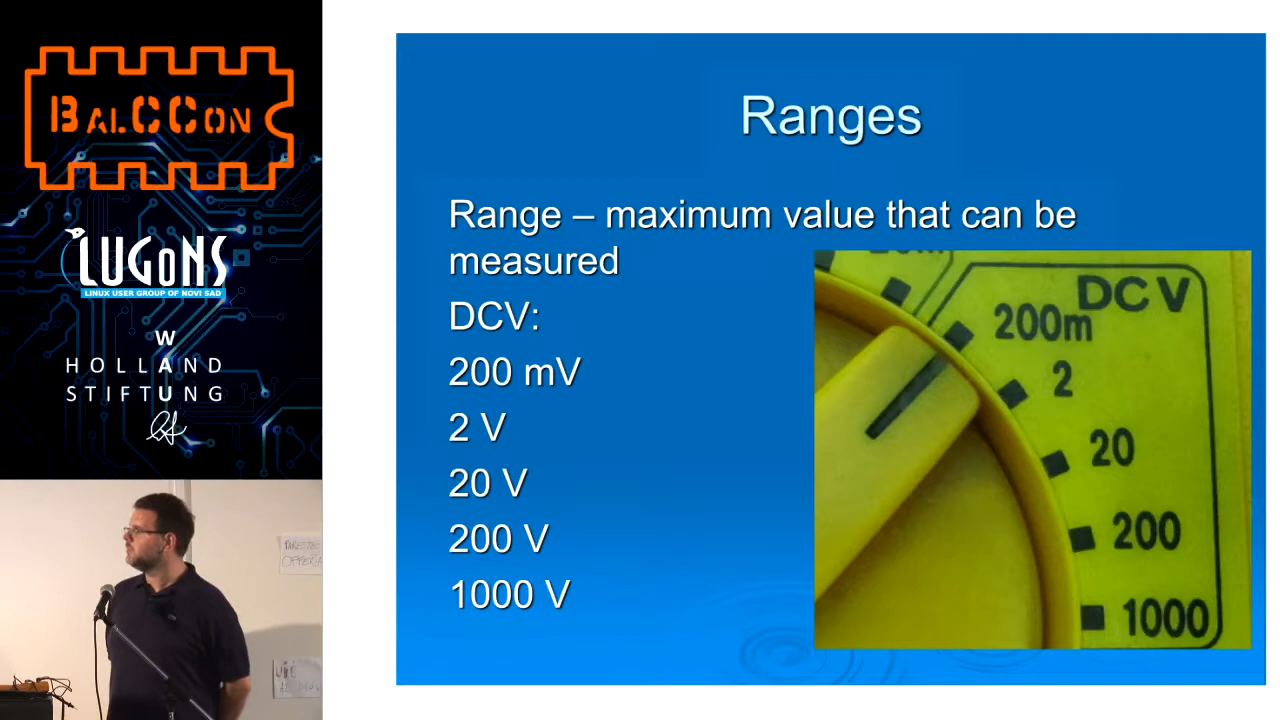 BALCCON
LUGONS
LINUX USER GROUP OF NOVI SAD
W
HOLLAND
A
STIFTUNG
Ranges
Range – maximum value that can be
measured
DCV:
200 mV
2 V
20 V
200 V
1000 V
DC V
200m
2
20
200
1000